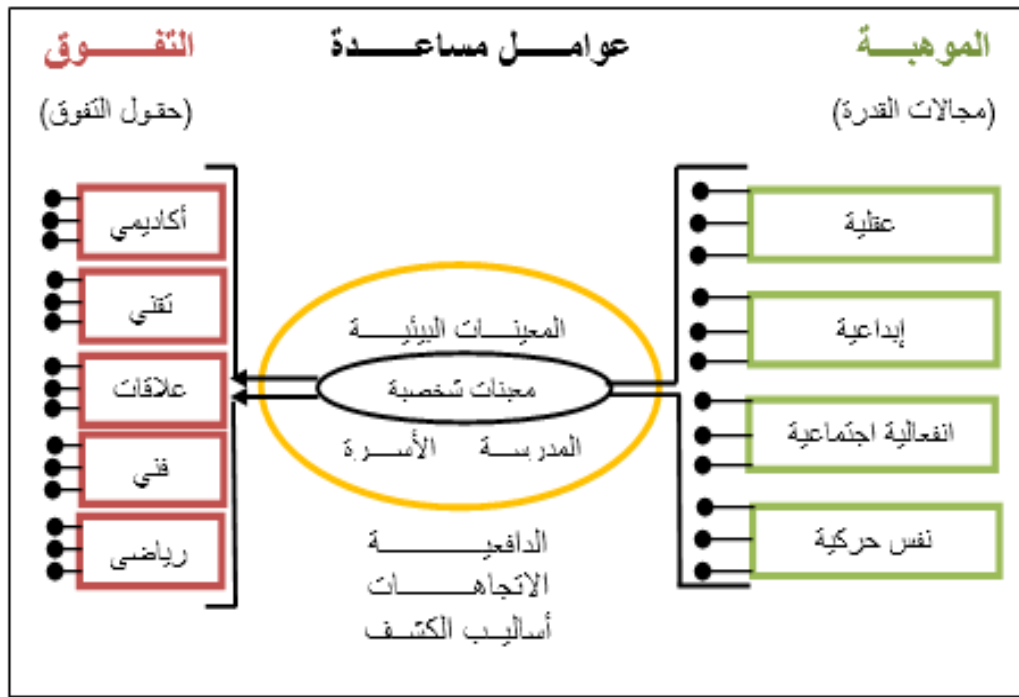 الموهبة
(مجالات القدرة)
عقلية
إبداعية
انفعالية اجتماعية
نفس حركية
عوامل مساعدة
المعينات البيئية
معينات شخصية
المدرسة الأسرة
الدافعية
الاتجاهات
أساليب الكشف
التفوق
(حقول التفوق)
أكاديمي
تقني
علاقات
فني
رياضى